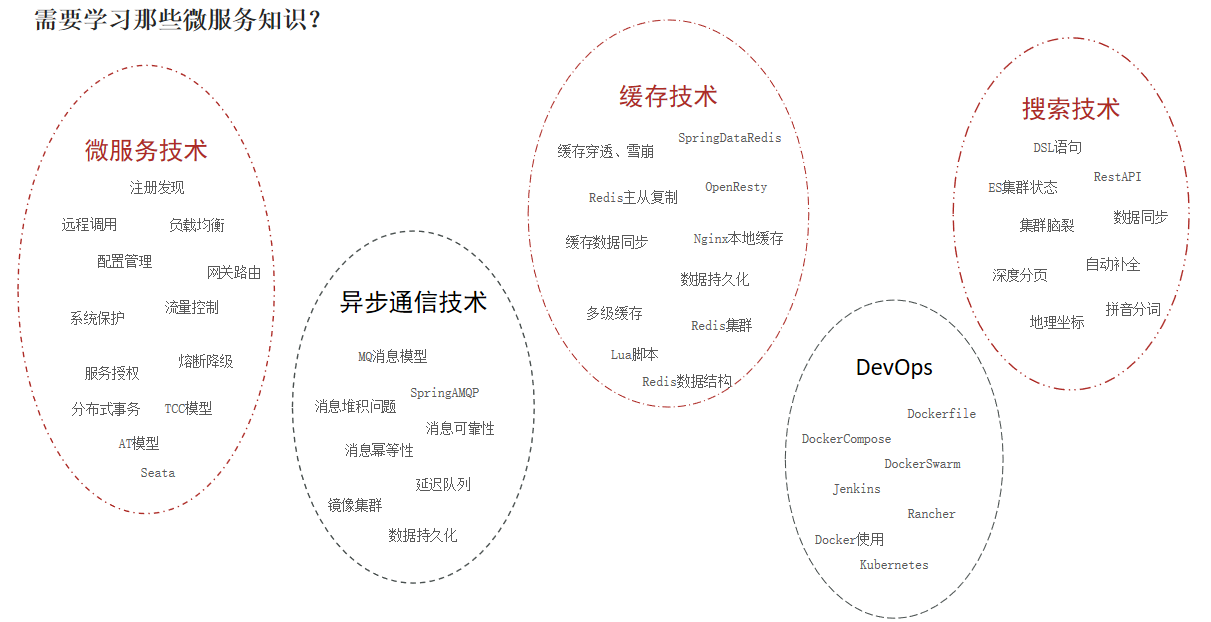 需要学习那些微服务知识？
微服务技术
注册发现
远程调用
负载均衡
配置管理
网关路由
系统保护
流量控制
服务授权
熔断降级
分布式事务
TCC模型
AT模型
Seata
异步通信技术
MQ消息模型
消息堆积问题
SpringAMQP
消息可靠性
消息幂等性
延迟队列
镜像集群
数据持久化
缓存技术
缓存穿透、雪崩
SpringDataRedis
Redis主从复制
OpenResty
缓存数据同步
Nginx本地缓存
数据持久化
多级缓存
Redis集群
Lua脚本
Redis数据结构
DevOps
Dockerfile
DockerCompose
DockerSwarm
Jenkins
Rancher
Docker使用
Kubernetes
搜索技术
DSL语句
ES集群状态
RestAPI
集群脑裂
数据同步
深度分页
自动补全
地理坐标
拼音分词